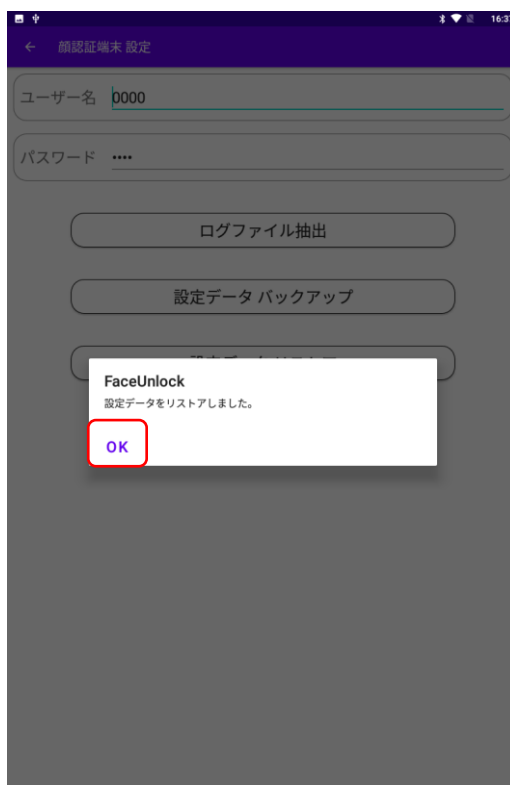 16:37
顔認証端末 設定
ユーザー名 0000
パスワード ••••
ログファイル抽出
設定データ バックアップ
FaceUnlock
設定データをリストアしました。
OK